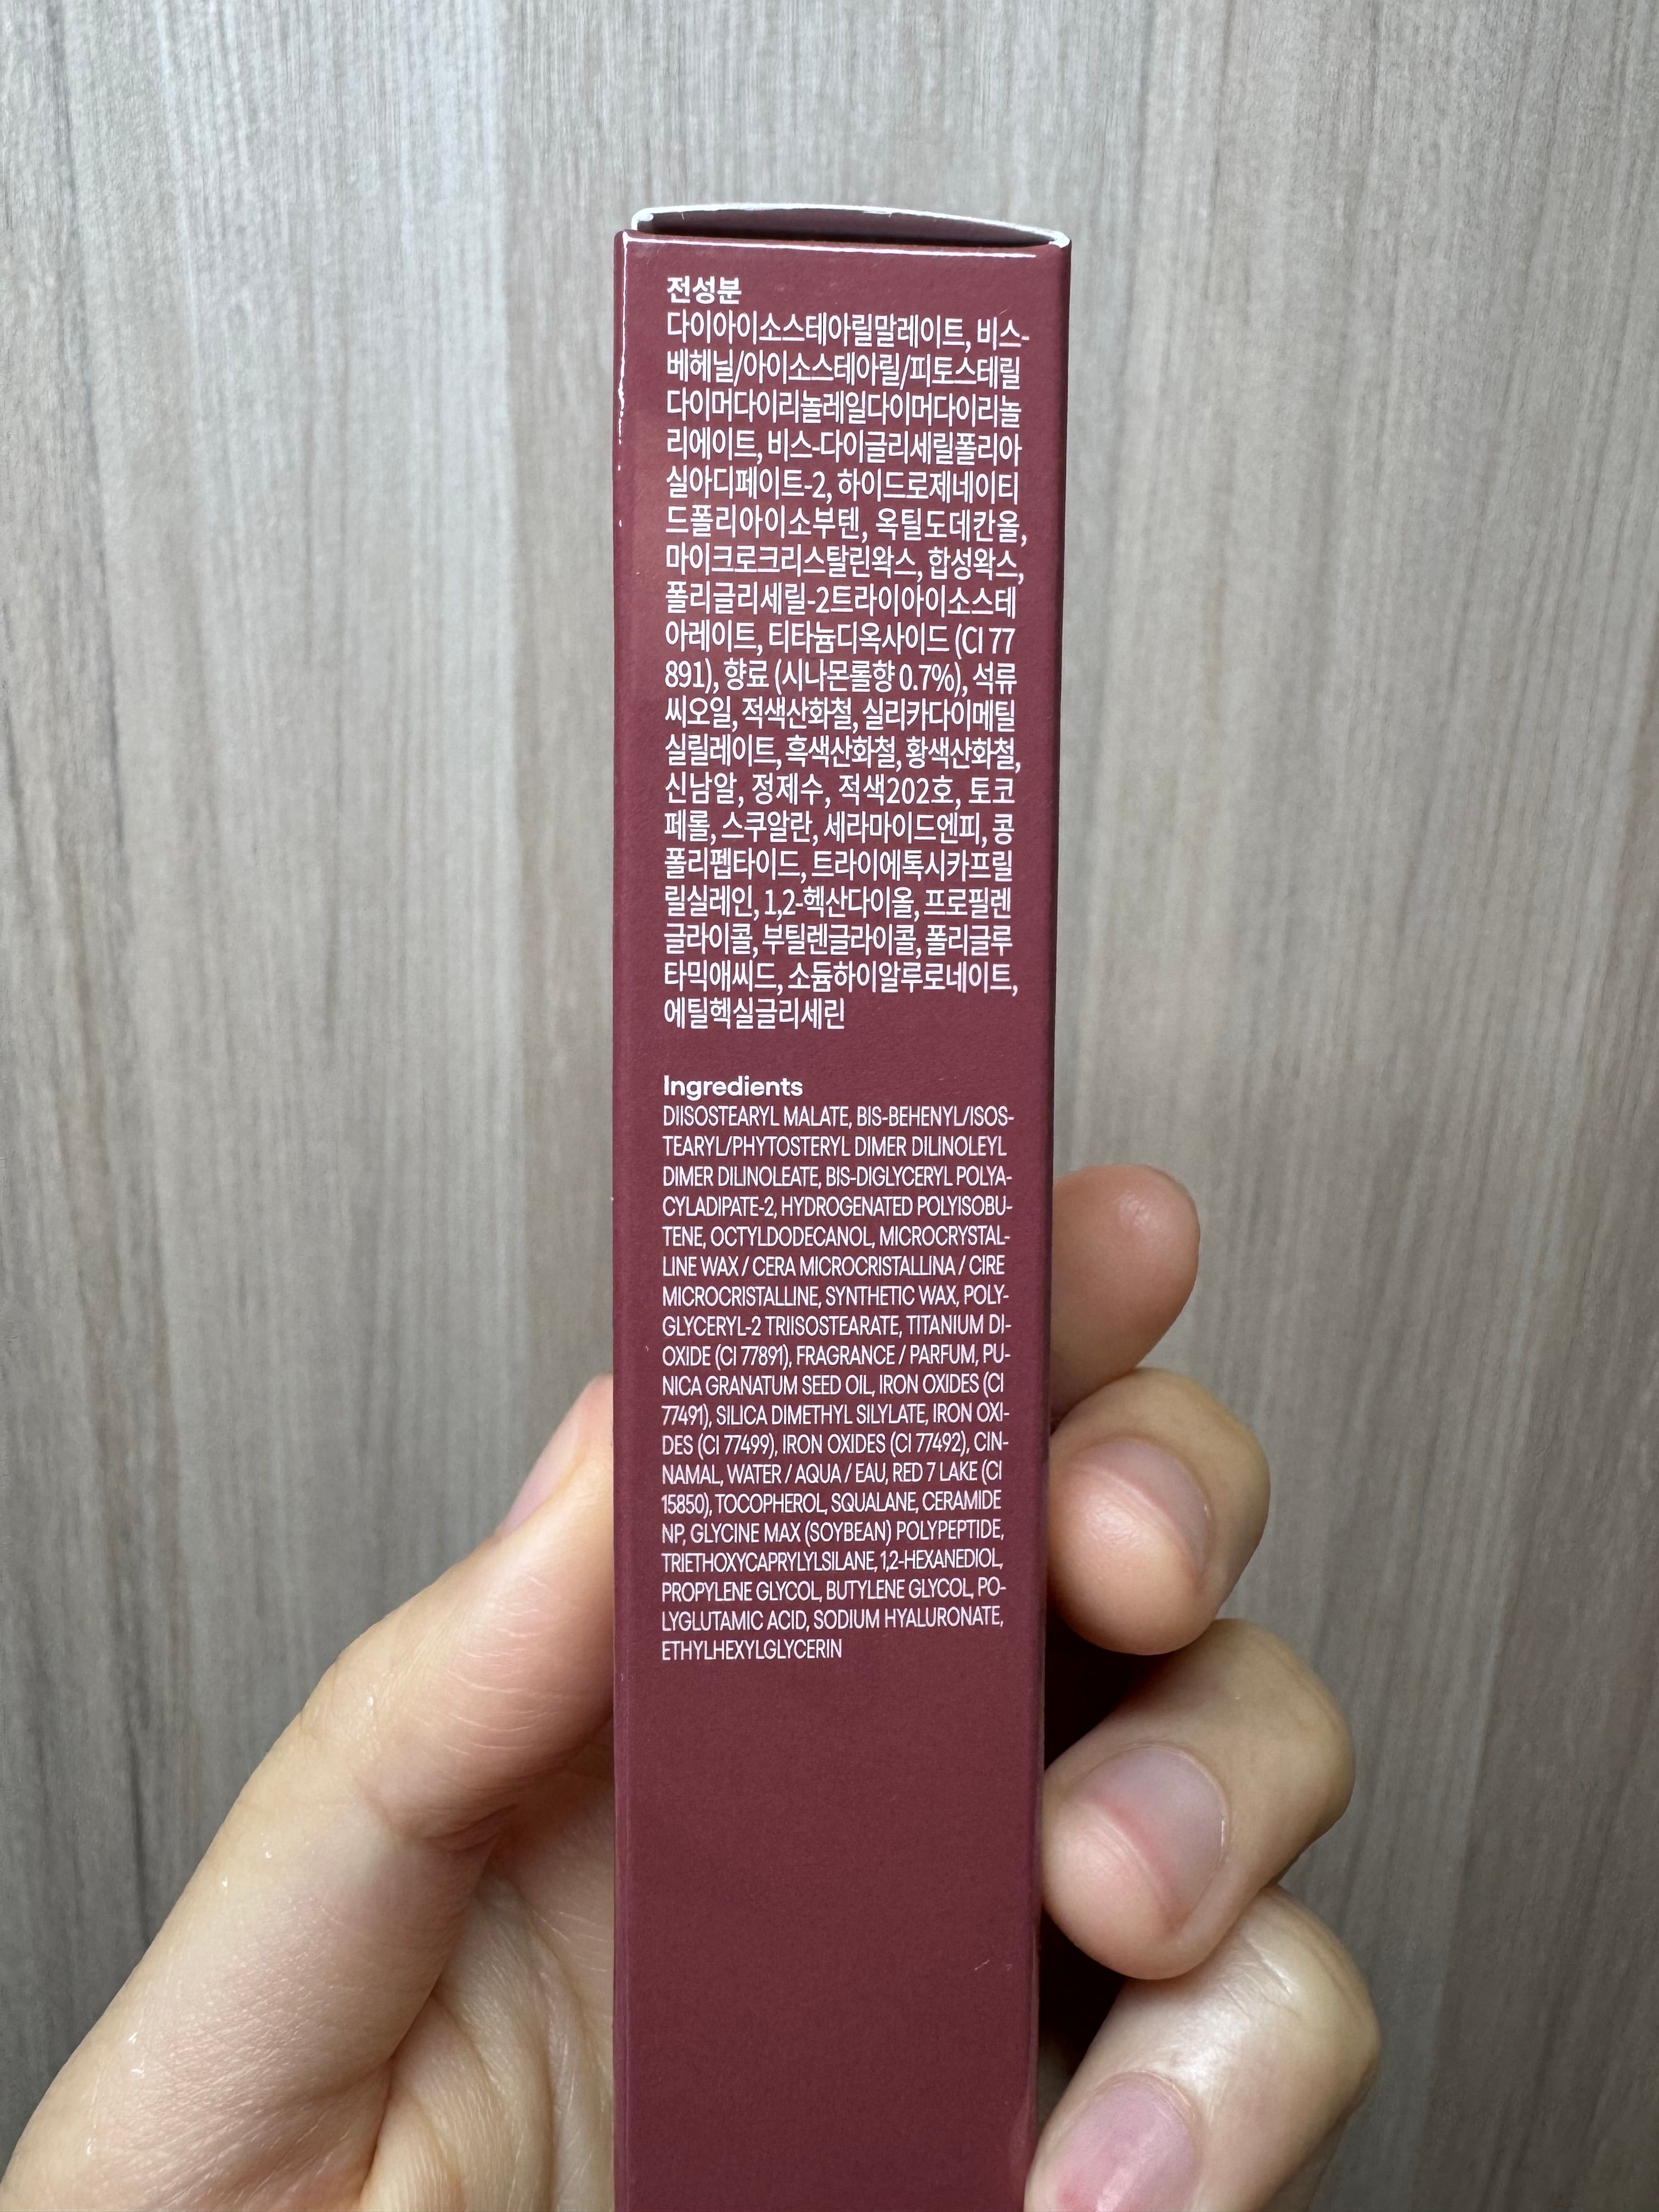 전성분
다이아이소스테아릴말레이트, 비스-
베헤닐/아이소스테아릴/피토스테릴
다이머다이리놀레일다이머다이리놀
리에이트, 비스-다이글리세릴폴리아
실아디페이트-2, 하이드로제네이티
드폴리아이소부텐, 옥틸도데칸올,
마이크로크리스탈린왁스, 합성왁스,
폴리글리세릴-2트라이아이소스테
아레이트, 티타늄디옥사이드 (CI 77
891), 향료 (시나몬롤향 0.7%), 석류
씨오일, 적색산화철, 실리카다이메틸
실릴레이트, 흑색산화철, 황색산화철,
신남알, 정제수, 적색202호, 토코
페롤, 스쿠알란, 세라마이드엔피, 콩
폴리펩타이드, 트라이에톡시카프릴
릴실레인, 1,2-헥산다이올, 프로필렌
글라이콜, 부틸렌글라이콜, 폴리글루
타믹애씨드, 소듐하이알루로네이트,
에틸헥실글리세린
Ingredients
DIISOSTEARYL MALATE, BIS-BEHENYL/ISOS-
TEARYL/PHYTOSTERYL DIMER DILINOLEYL
DIMER DILINOLEATE, BIS-DIGLYCERYL POLYA-
CYLADIPATE-2, HYDROGENATED POLYISOBU-
TENE, OCTYLDODECANOL, MICROCRYSTAL-
LINE WAX / CERA MICROCRISTALLINA / CIRE
MICROCRISTALLINE, SYNTHETIC WAX, POLY-
GLYCERYL-2 TRIISOSTEARATE, TITANIUM DI-
OXIDE (CI 77891), FRAGRANCE / PARFUM, PU-
NICA GRANATUM SEED OIL, IRON OXIDES (CI
77491), SILICA DIMETHYL SILYLATE, IRON OXI-
DES (CI 77499), IRON OXIDES (CI 77492), CIN-
NAMAL, WATER / AQUA / EAU, RED 7 LAKE (CI
15850), TOCOPHEROL, SQUALANE, CERAMIDE
NP, GLYCINE MAX (SOYBEAN) POLYPEPTIDE,
TRIETHOXYCAPRYLYLSILANE, 1,2-HEXANEDIOL,
PROPYLENE GLYCOL, BUTYLENE GLYCOL, PO-
LYGLUTAMIC ACID, SODIUM HYALURONATE,
ETHYLHEXYLGLYCERIN